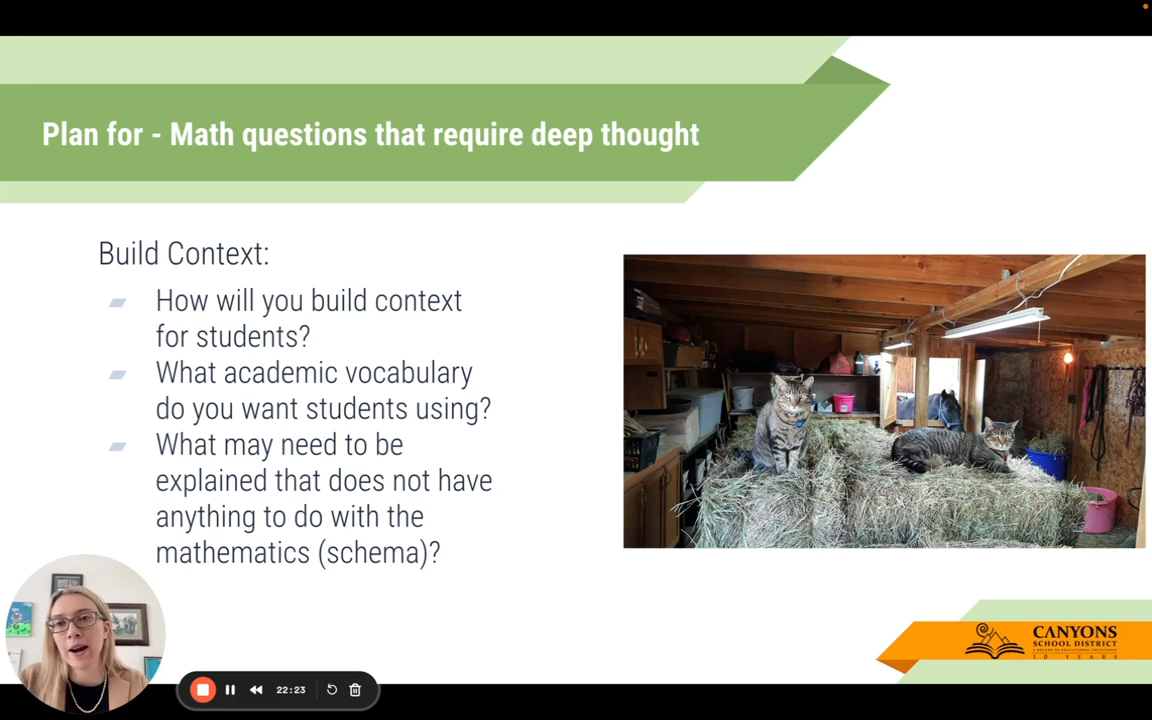 Plan for - Math questions that require deep thought
Build Context:
How will you build context
for students?
What academic vocabulary
do you want students using?
What may need to be
explained that does not have
anything to do with the
mathematics (schema)?
CANYONS
SCHOOL DISTRICT
10 YEARS
22:23